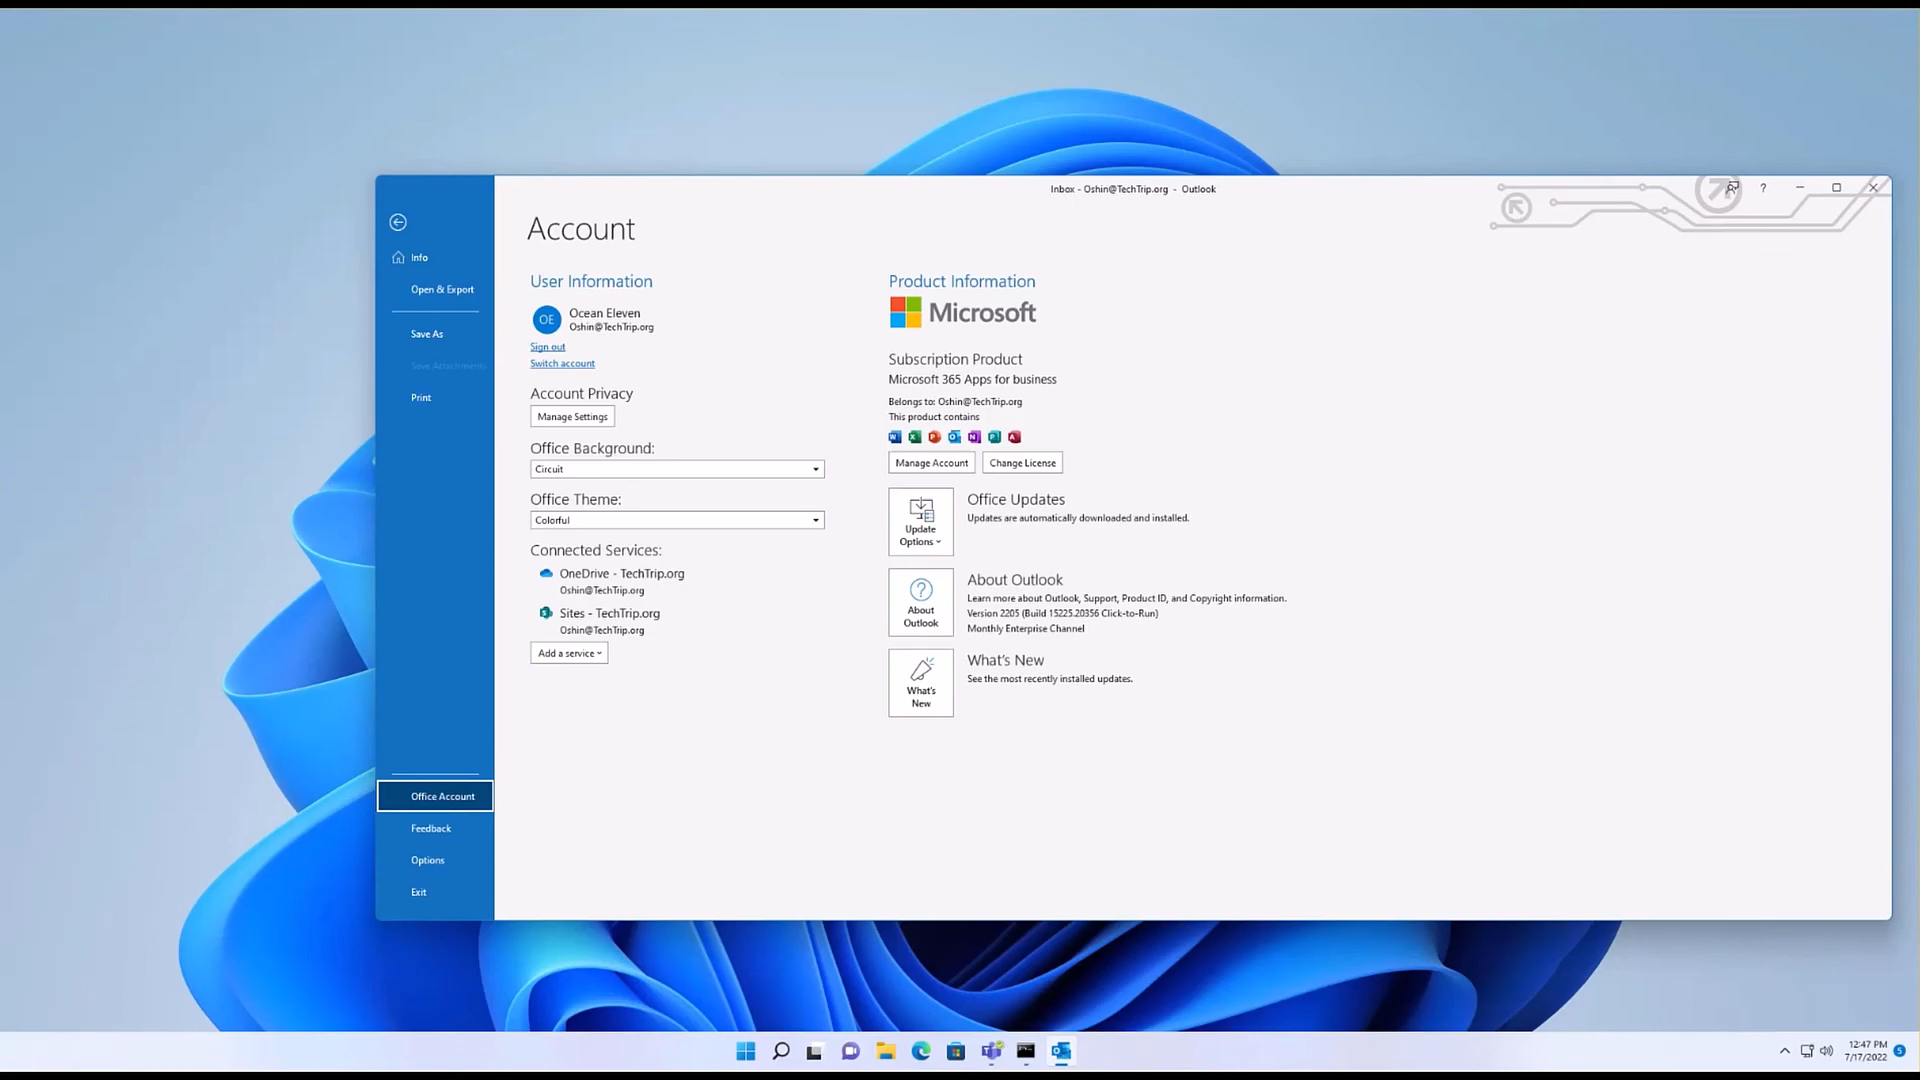 Inbox - Oshin@TechTrip.org - Outlook
?
Info
Open & Export
Save As
Save Attachments
Print
Office Account
Feedback
Options
Exit
Account
User Information
OE
Ocean Eleven
Oshin@TechTrip.org
Sign out
Switch account
Account Privacy
Manage Settings
Office Background:
Circuit
Office Theme:
Colorful
Connected Services:
OneDrive - TechTrip.org
Oshin@TechTrip.org
Sites - TechTrip.org
Oshin@TechTrip.org
Add a service
Product Information
Microsoft
Subscription Product
Microsoft 365 Apps for business
Belongs to: Oshin@TechTrip.org
This product contains
Manage Account
Change License
Update
Options
Office Updates
Updates are automatically downloaded and installed.
About
Outlook
About Outlook
Learn more about Outlook, Support, Product ID, and Copyright information.
Version 2205 (Build 15225.20356 Click-to-Run)
Monthly Enterprise Channel
What's
New
What's New
See the most recently installed updates.
12:47 PM
7/17/2022
5